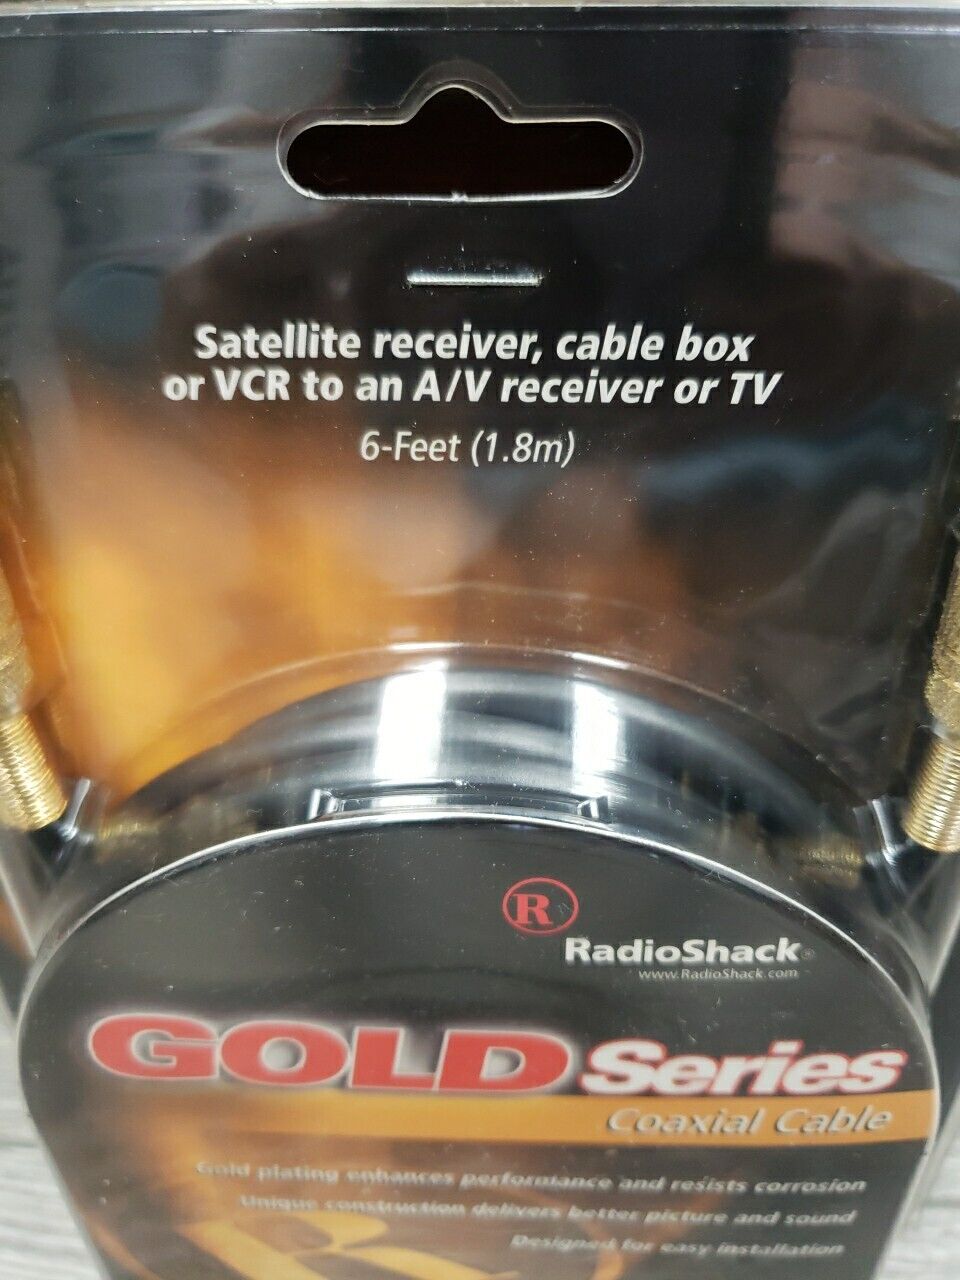 Satellite receiver, cable box
or VCR to an A/V receiver or TV
6-Feet (1.8m)
R
RadioShack®
www.RadioShack.com
GOLD Series
Coaxial Cable
Gold plating enhances performance and resists corrosion
Unique construction delivers better picture and sound
Designed for easy installation